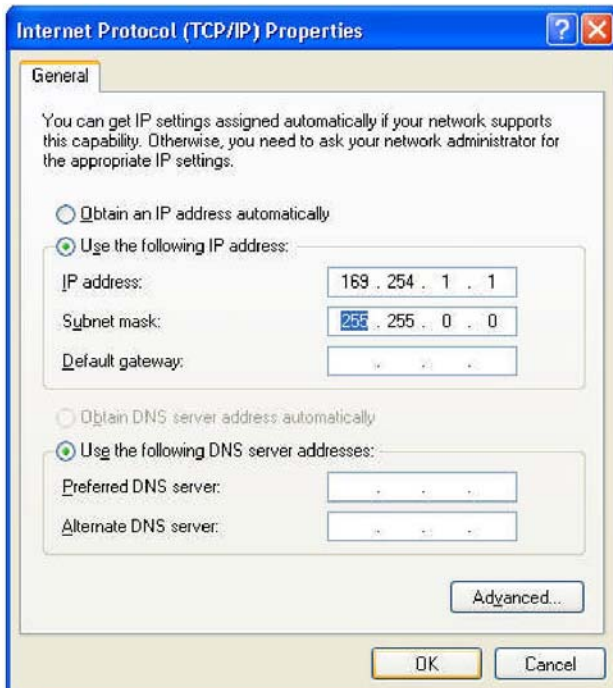 Internet Protocol (TCP/IP) Properties
General
You can get IP settings assigned automatically if your network supports
this capability. Otherwise, you need to ask your network administrator for
the appropriate IP settings.
Obtain an IP address automatically
Use the following IP address:
IP address: 169 . 254 . 1 . 1
Subnet mask: 255 . 255 . 0 . 0
Default gateway: . . .
Obtain DNS server address automatically
Use the following DNS server addresses:
Preferred DNS server: . . .
Alternate DNS server: . . .
Advanced...
OK Cancel